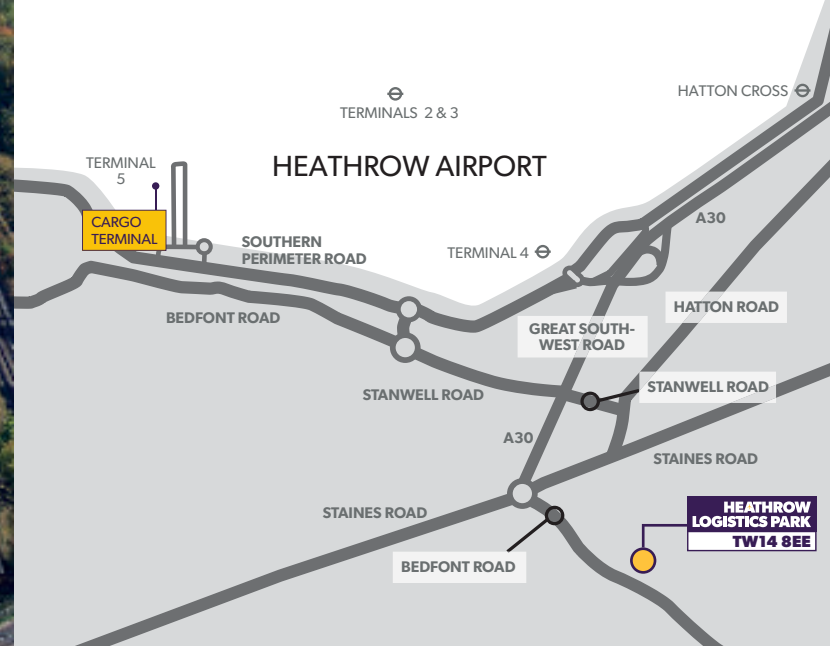 HATTON CROSS
TERMINALS 2 & 3
TERMINAL
5
HEATHROW AIRPORT
CARGO
TERMINAL
SOUTHERN
PERIMETER ROAD
TERMINAL 4
A30
BEDFONT ROAD
HATTON ROAD
GREAT SOUTH-
WEST ROAD
STANWELL ROAD
STANWELL ROAD
A30
STAINES ROAD
STAINES ROAD
HEATHROW
LOGISTICS PARK
TW14 8EE
BEDFONT ROAD